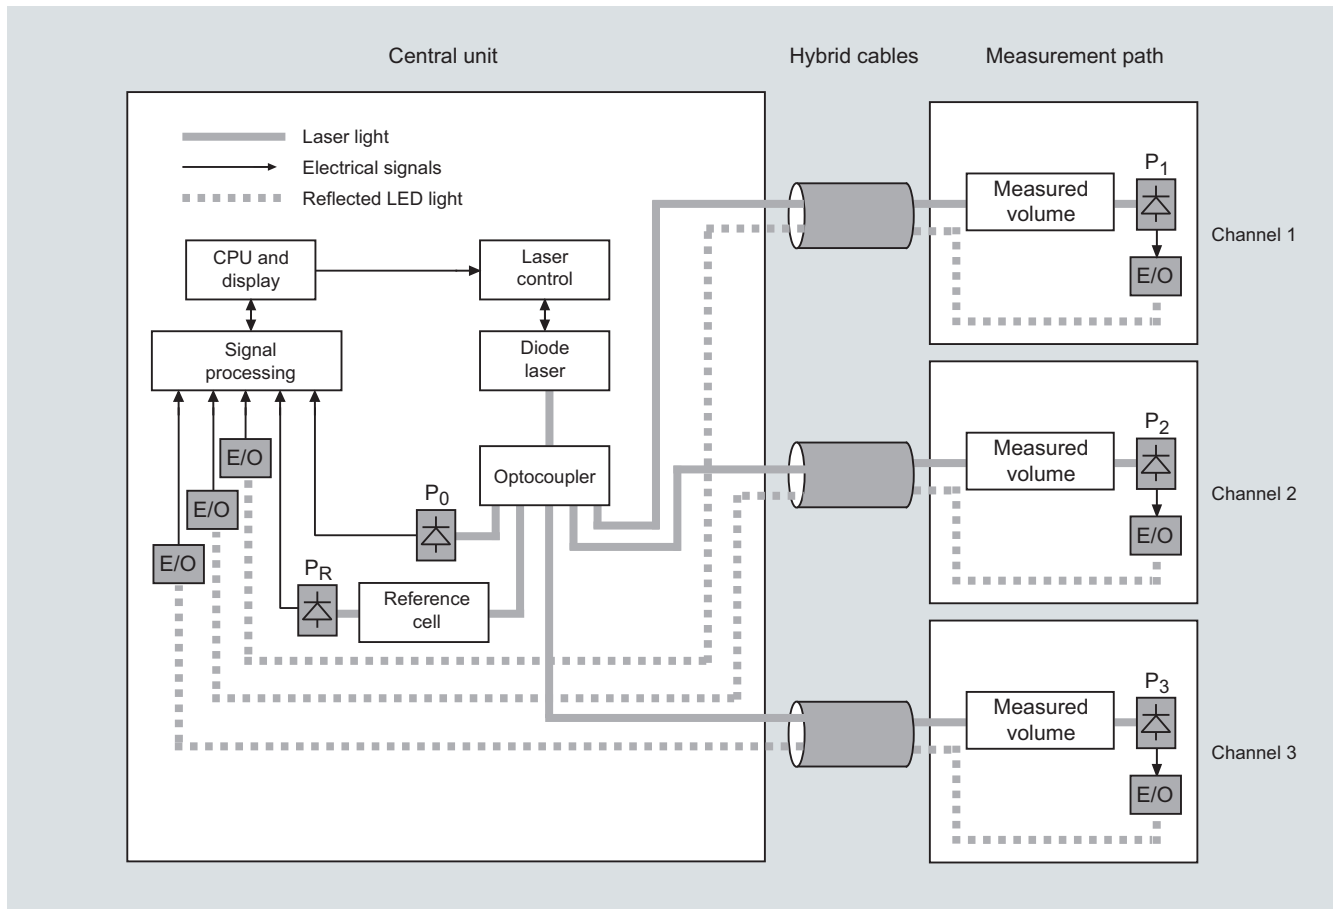 Central unit
Hybrid cables
Measurement path
Laser light
Electrical signals
Reflected LED light
CPU and
display
Laser
control
Signal
processing
Diode
laser
E/O
E/O
E/O
Optocoupler
P0
PR
Reference
cell
Measured
volume
P1
E/O
Channel 1
Measured
volume
P2
E/O
Channel 2
Measured
volume
P3
E/O
Channel 3